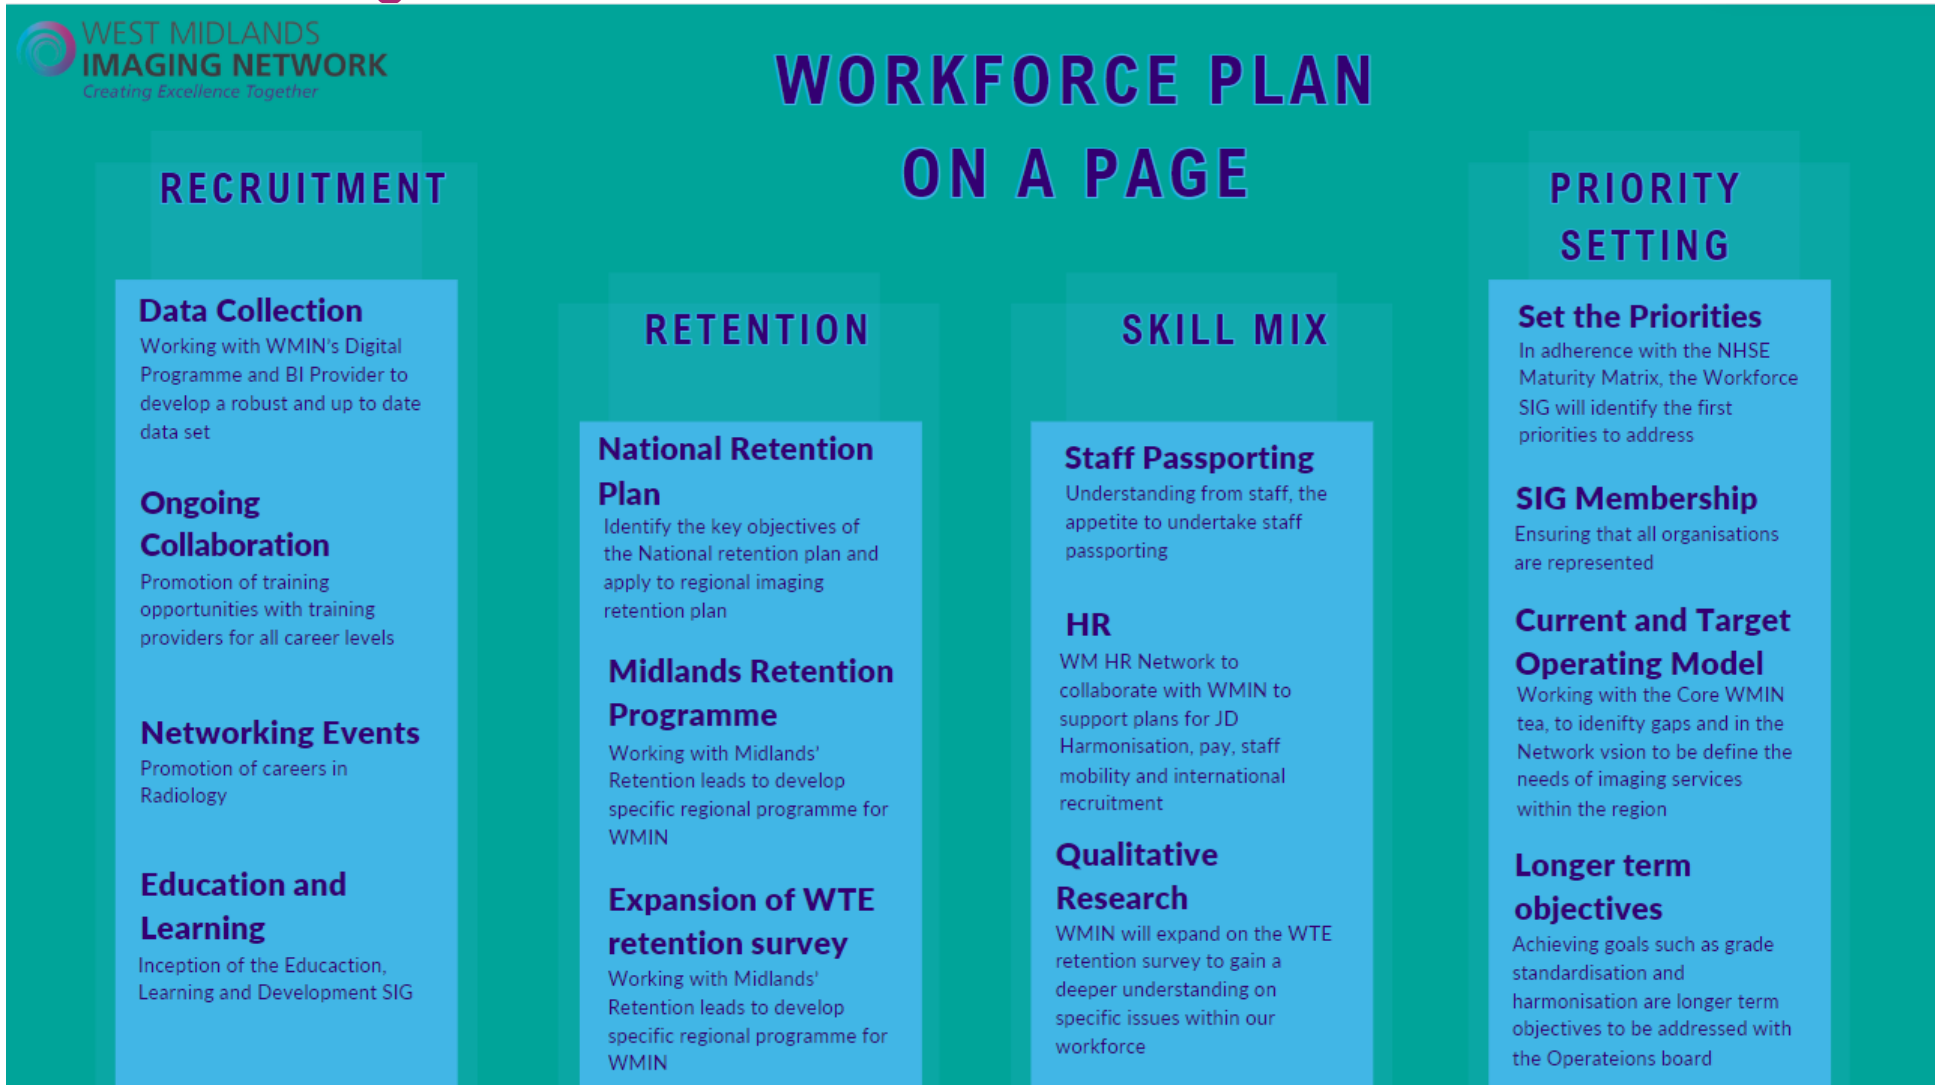 WEST MIDLANDS
IMAGING NETWORK
Creating Excellence Together
WORKFORCE PLAN
ON A PAGE
RECRUITMENT
Data Collection
Working with WMIN's Digital
Programme and BI Provider to
develop a robust and up to date
data set
Ongoing
Collaboration
Promotion of training
opportunities with training
providers for all career levels
Networking Events
Promotion of careers in
Radiology
Education and
Learning
Inception of the Educaction,
Learning and Development SIG
RETENTION
National Retention
Plan
Identify the key objectives of
the National retention plan and
apply to regional imaging
retention plan
Midlands Retention
Programme
Working with Midlands'
Retention leads to develop
specific regional programme for
WMIN
Expansion of WTE
retention survey
Working with Midlands'
Retention leads to develop
specific regional programme for
WMIN
SKILL MIX
Staff Passporting
Understanding from staff, the
appetite to undertake staff
passporting
HR
WM HR Network to
collaborate with WMIN to
support plans for JD
Harmonisation, pay, staff
mobility and international
recruitment
Qualitative
Research
WMIN will expand on the WTE
retention survey to gain a
deeper understanding on
specific issues within our
workforce
PRIORITY
SETTING
Set the Priorities
In adherence with the NHSE
Maturity Matrix, the Workforce
SIG will identify the first
priorities to address
SIG Membership
Ensuring that all organisations
are represented
Current and Target
Operating Model
Working with the Core WMIN
tea, to idenifty gaps and in the
Network vsion to be define the
needs of imaging services
within the region
Longer term
objectives
Achieving goals such as grade
standardisation and
harmonisation are longer term
objectives to be addressed with
the Operateions board